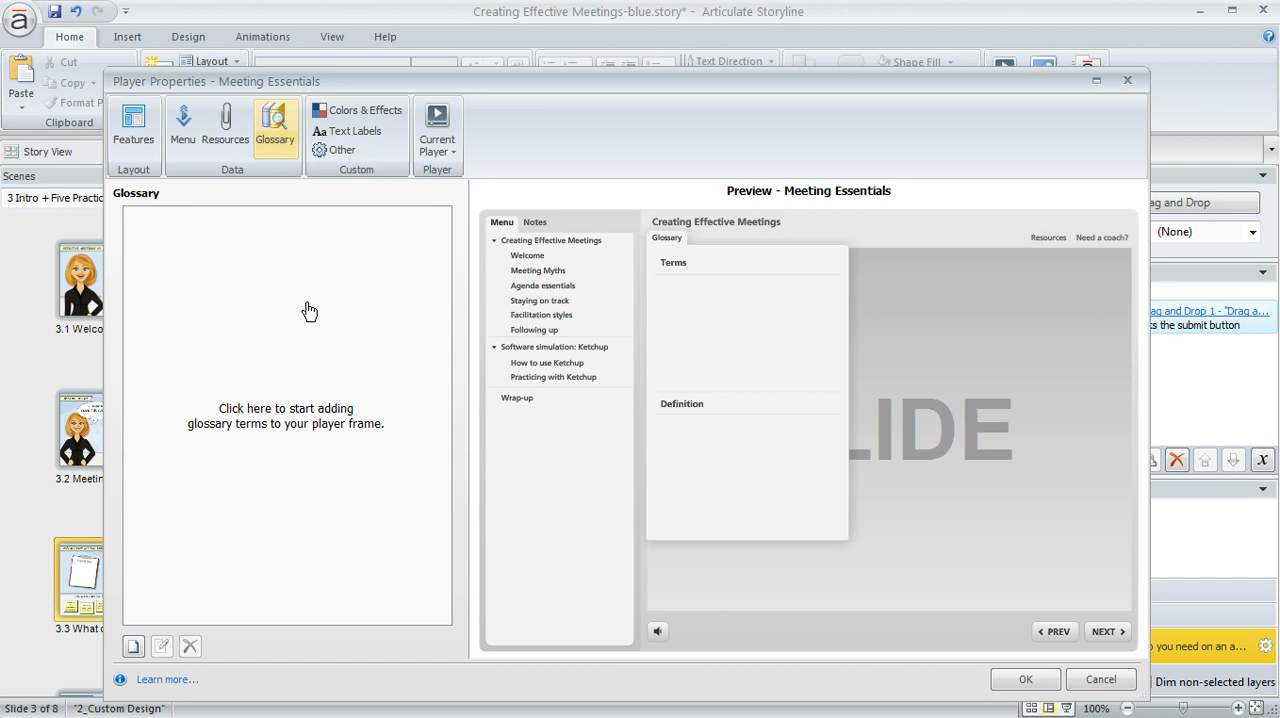 Creating Effective Meetings-blue.story* - Articulate Storyline
Home Insert Design Animations View Help
Paste
Cut
Copy
Format P
Clipboard
Layout
Text Direction
Shape Fill
Story View
Scenes
3 Intro + Five Practic
3.1 Welco
3.2 Meetin
3.3 What
Player Properties - Meeting Essentials
Features
Layout
Menu Resources Glossary
Data
Colors & Effects
Text Labels
Other
Custom
Current
Player
Player
Glossary
Click here to start adding
glossary terms to your player frame.
Learn more...
Preview - Meeting Essentials
Menu Notes
Creating Effective Meetings
Welcome
Meeting Myths
Agenda essentials
Staying on track
Facilitation styles
Following up
Software simulation: Ketchup
How to use Ketchup
Practicing with Ketchup
Wrap-up
Creating Effective Meetings
Glossary
Resources Need a coach?
Terms
Definition
LIDE
PREV
NEXT
OK Cancel
ag and Drop
(None)
ag and Drop 1 - "Drag a...
s the submit button
you need on an a...
Dim non-selected layers
Slide 3 of 8 "2_Custom Design"
100%